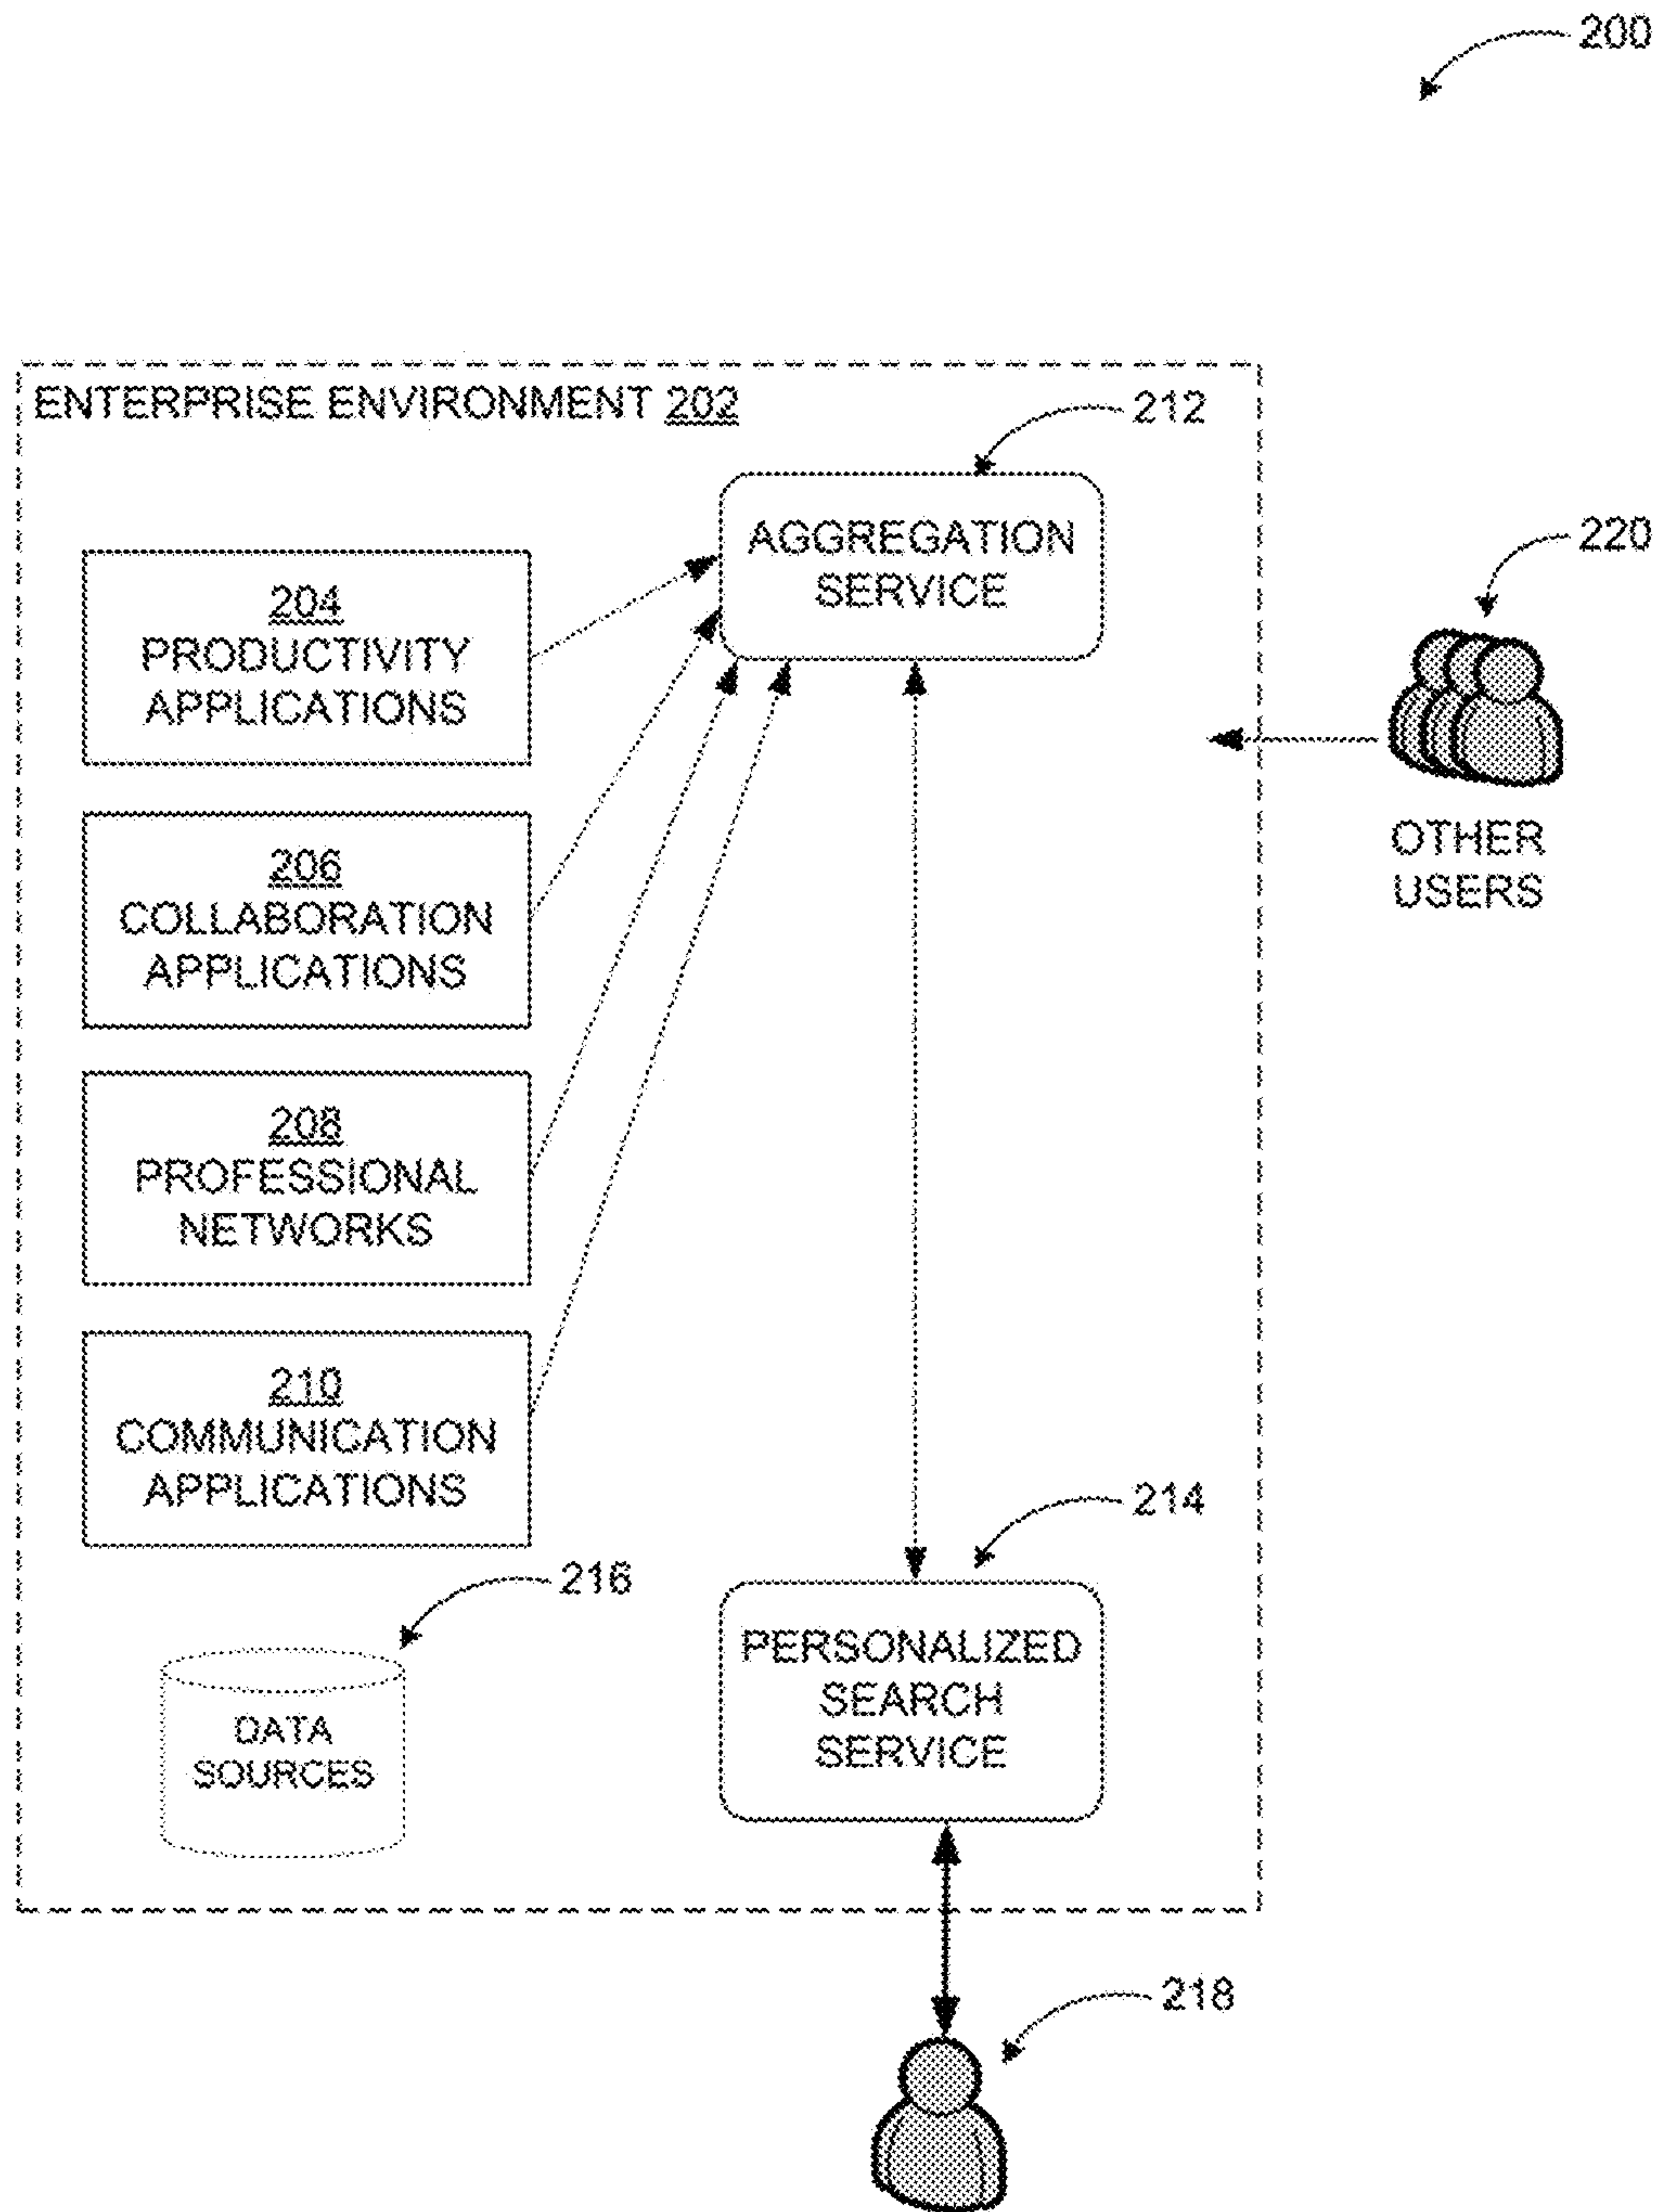 200
ENTERPRISE ENVIRONMENT 202
212
AGGREGATION
SERVICE
204
PRODUCTIVITY
APPLICATIONS
220
OTHER
USERS
206
COLLABORATION
APPLICATIONS
208
PROFESSIONAL
NETWORKS
210
COMMUNICATION
APPLICATIONS
214
216
PERSONALIZED
SEARCH
SERVICE
DATA
SOURCES
218